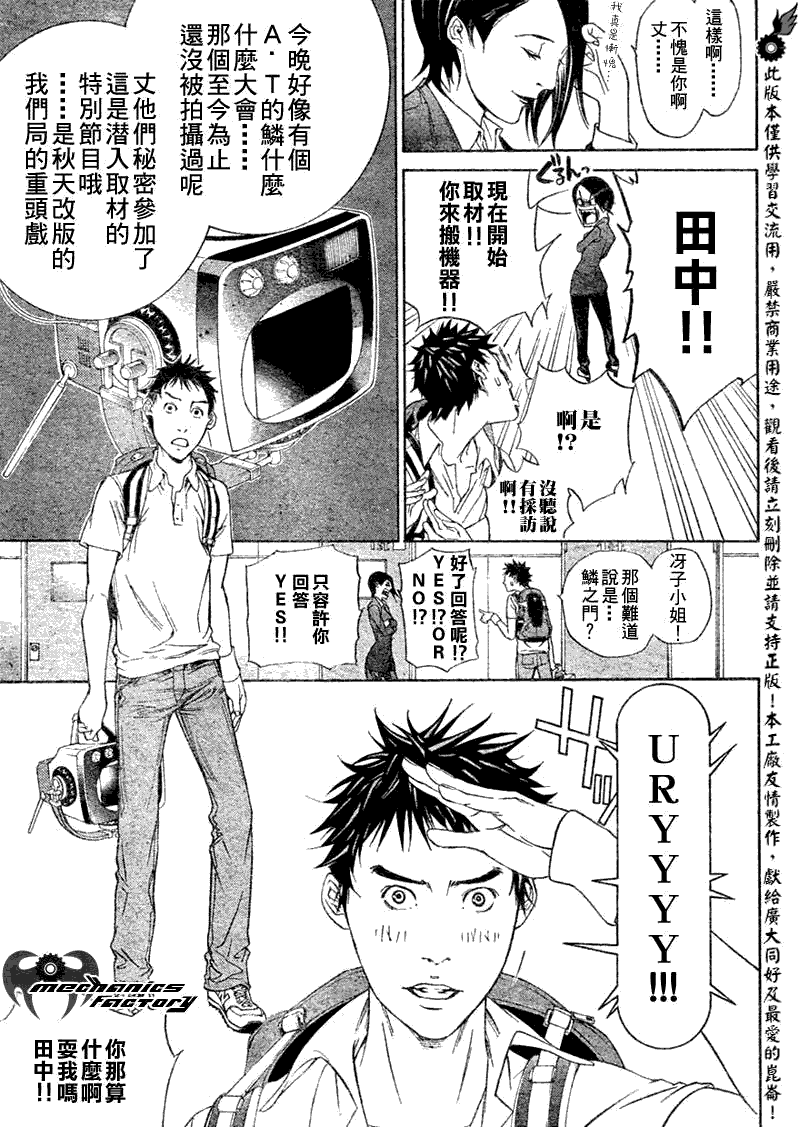 這樣啊……
不愧是你啊
丈……
我真是慚愧…
田中!!
ぐるんっ
現在開始
取材!!
你來搬機器!!
是
啊!?
沒聽說
有採訪
啊!!
今晚好像有個
A・T的鱗什麼
什麼大會……
那個至今為止
還沒被拍攝過呢
丈他們秘密參加了
這是潜入取材的
特別節目哦
……是秋天改版的
我們局的重頭戲
冴子小姐！
那個難道
說是…
鱗之門？
好了回答呢!?
YES!?OR
NO!?
只容許你
回答
YES!!
URYYYY!!!
你那算
什麼啊
耍我嗎
田中!!
mechanics
factory
此版本僅供學習交流用，嚴禁商業用途，觀看後請立刻刪除並請支持正版！本工廠友情製作，獻給廣大同好及最愛的崑崙！